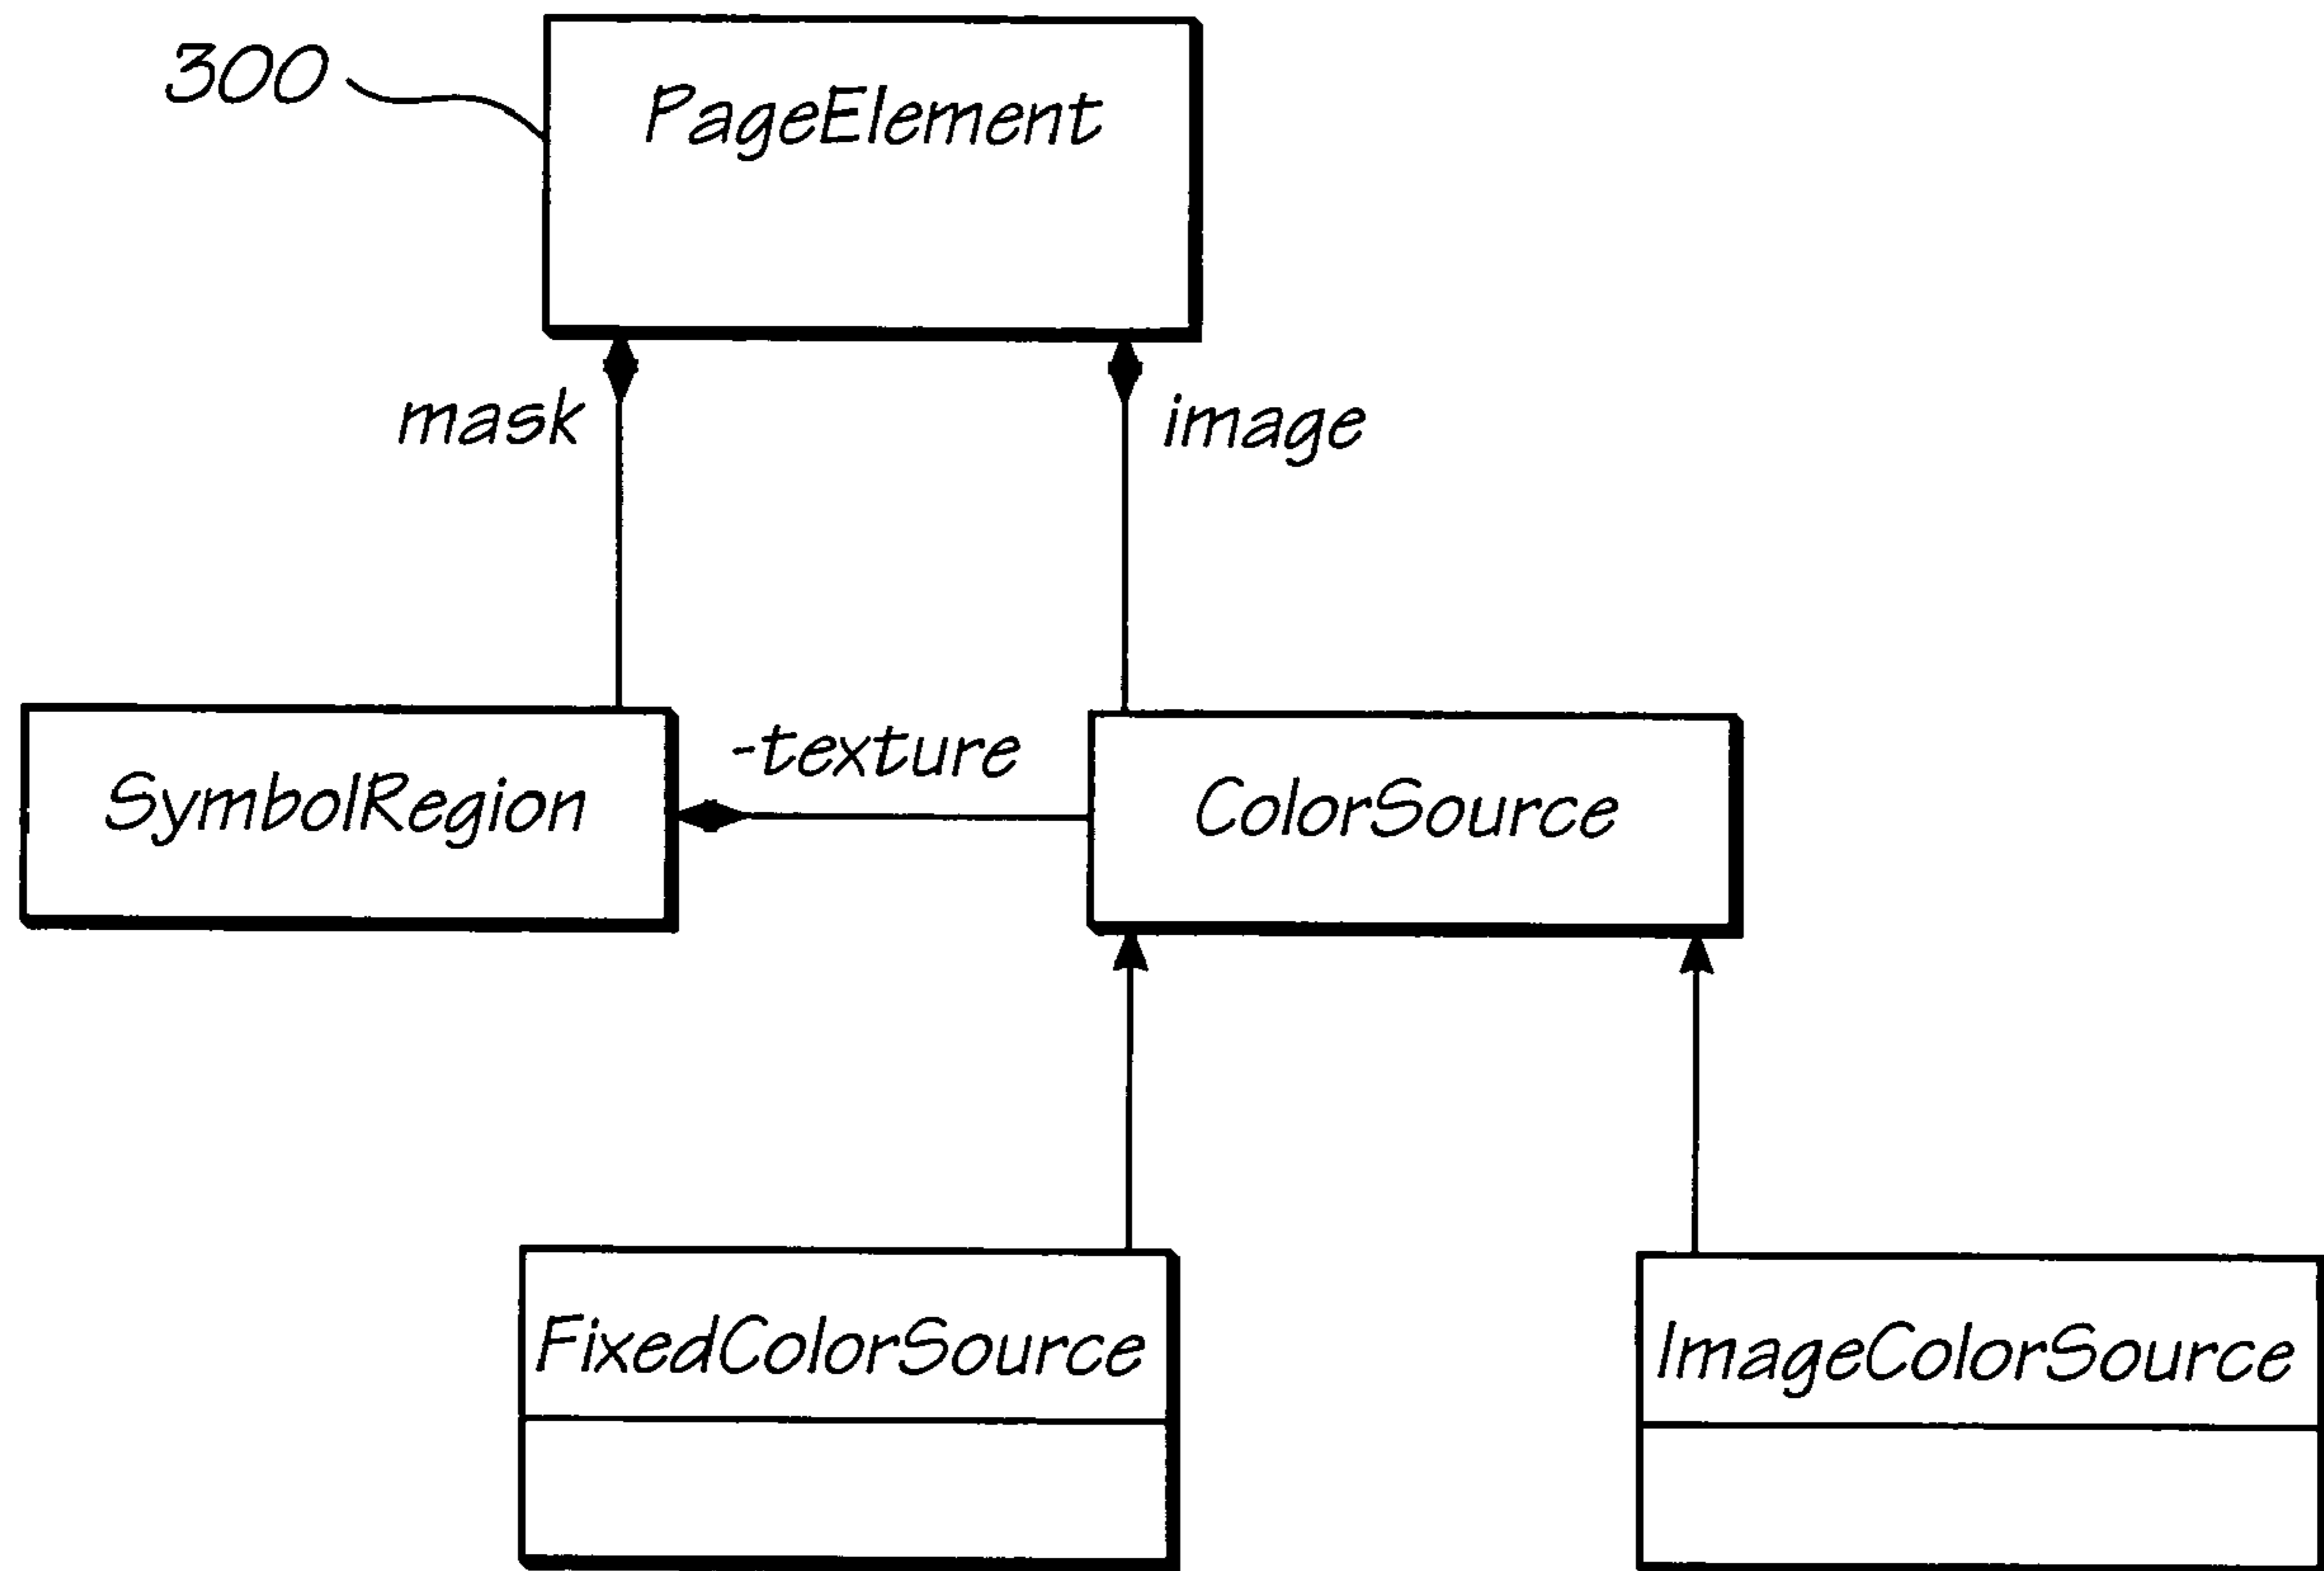 300
PageElement
mask
image
-texture
SymbolRegion
ColorSource
FixedColorSource
ImageColorSource